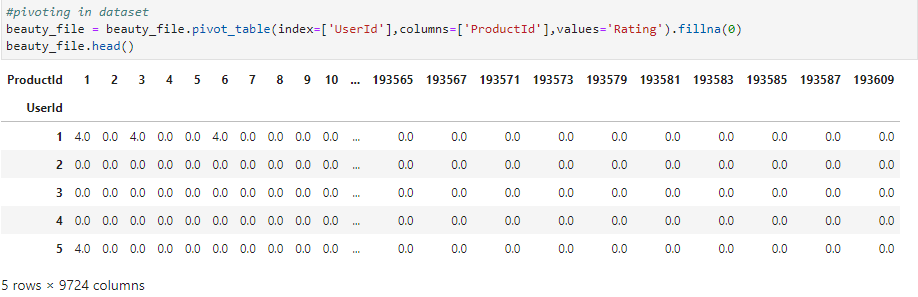 #pivoting in dataset
beauty_file = beauty_file.pivot_table(index=['UserId'],columns=['ProductId'],values='Rating').fillna(0)
beauty_file.head()
ProductId 1 2 3 4 5 6 7 8 9 10 ... 193565 193567 193571 193573 193579 193581 193583 193585 193587 193609
UserId
1 4.0 0.0 4.0 0.0 0.0 4.0 0.0 0.0 0.0 0.0 ... 0.0 0.0 0.0 0.0 0.0 0.0 0.0 0.0 0.0 0.0
2 0.0 0.0 0.0 0.0 0.0 0.0 0.0 0.0 0.0 0.0 ... 0.0 0.0 0.0 0.0 0.0 0.0 0.0 0.0 0.0 0.0
3 0.0 0.0 0.0 0.0 0.0 0.0 0.0 0.0 0.0 0.0 ... 0.0 0.0 0.0 0.0 0.0 0.0 0.0 0.0 0.0 0.0
4 0.0 0.0 0.0 0.0 0.0 0.0 0.0 0.0 0.0 0.0 ... 0.0 0.0 0.0 0.0 0.0 0.0 0.0 0.0 0.0 0.0
5 4.0 0.0 0.0 0.0 0.0 0.0 0.0 0.0 0.0 0.0 ... 0.0 0.0 0.0 0.0 0.0 0.0 0.0 0.0 0.0 0.0
5 rows × 9724 columns